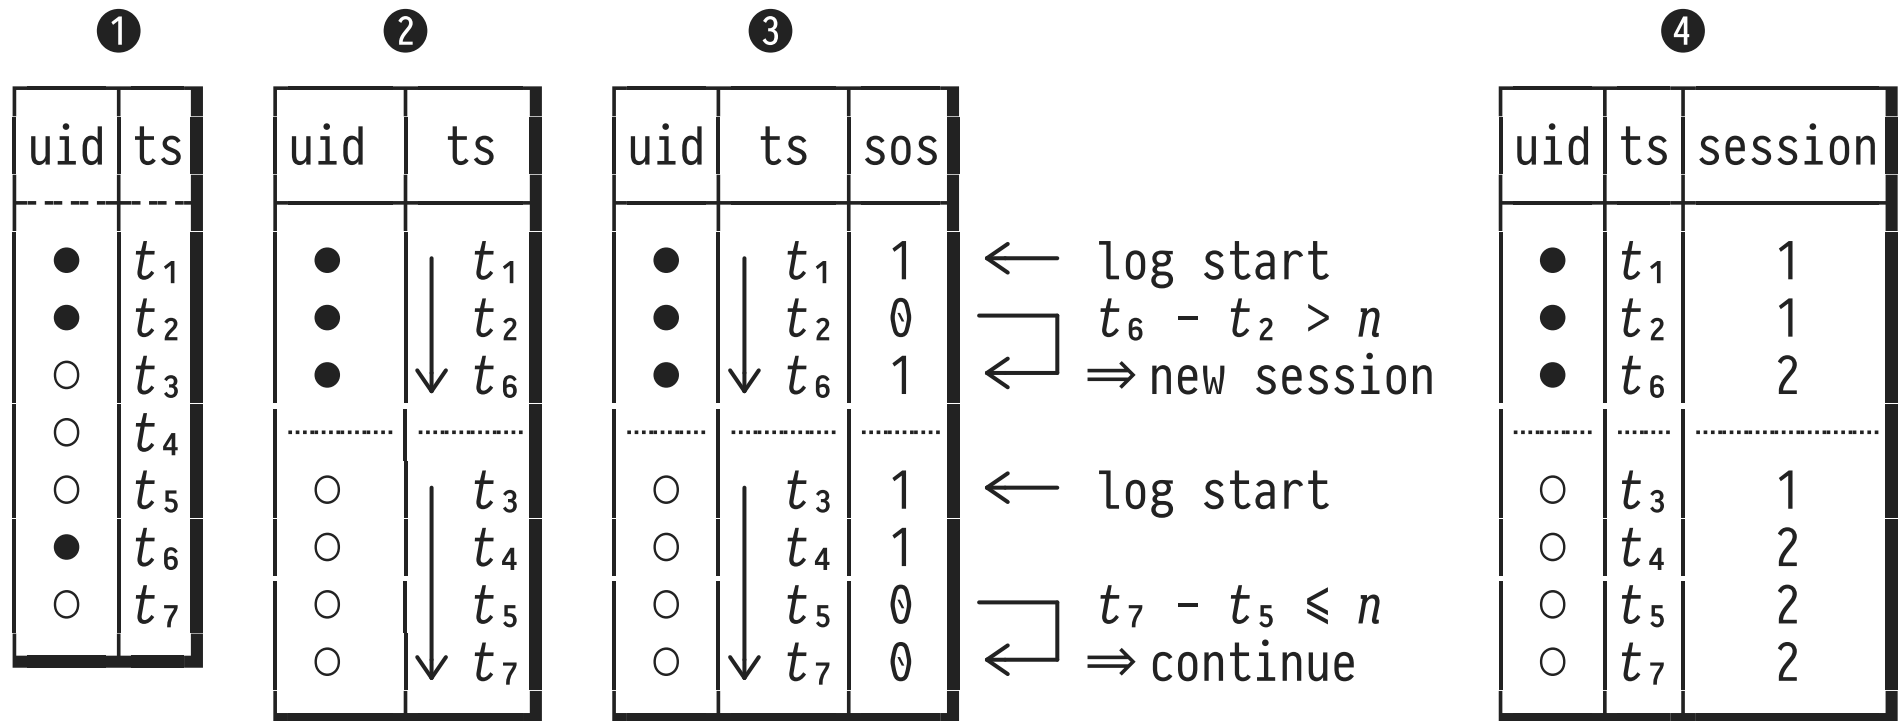 ❶ ❷ ❸ ❹
uid ts uid ts uid ts sos uid ts session
● t₁ ● t₁ ● t₁ 1 ← log start ● t₁ 1
● t₂ ● t₂ ● t₂ 0 t₆ - t₂ > n ● t₂ 1
○ t₃ ● t₆ ● t₆ 1 ⇒ new session ● t₆ 2
○ t₄
○ t₅ ○ t₃ ○ t₃ 1 ← log start ○ t₃ 1
● t₆ ○ t₄ ○ t₄ 1 ○ t₄ 2
○ t₇ ○ t₅ ○ t₅ 0 t₇ - t₅ ⩽ n ○ t₅ 2
○ t₇ ○ t₇ 0 ⇒ continue ○ t₇ 2